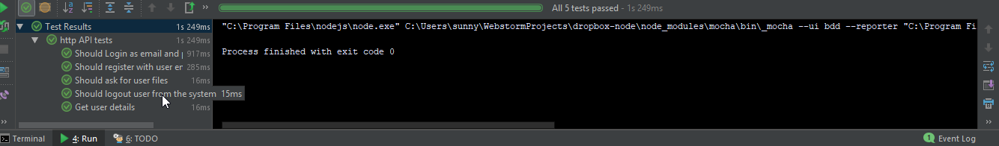 All 5 tests passed - 1s 249ms
Test Results 1s 249ms
http API tests 1s 249ms
Should Login as email and 917ms
Should register with user 285ms
Should ask for user files 16ms
Should logout user from the system 15ms
Get user details 16ms
"C:\Program Files\nodejs\node.exe" C:\Users\sunny\WebstormProjects\dropbox-node\node_modules\mocha\bin\_mocha --ui bdd --reporter "C:\Program Fi
Process finished with exit code 0
Terminal 4: Run 6: TODO 1 Event Log